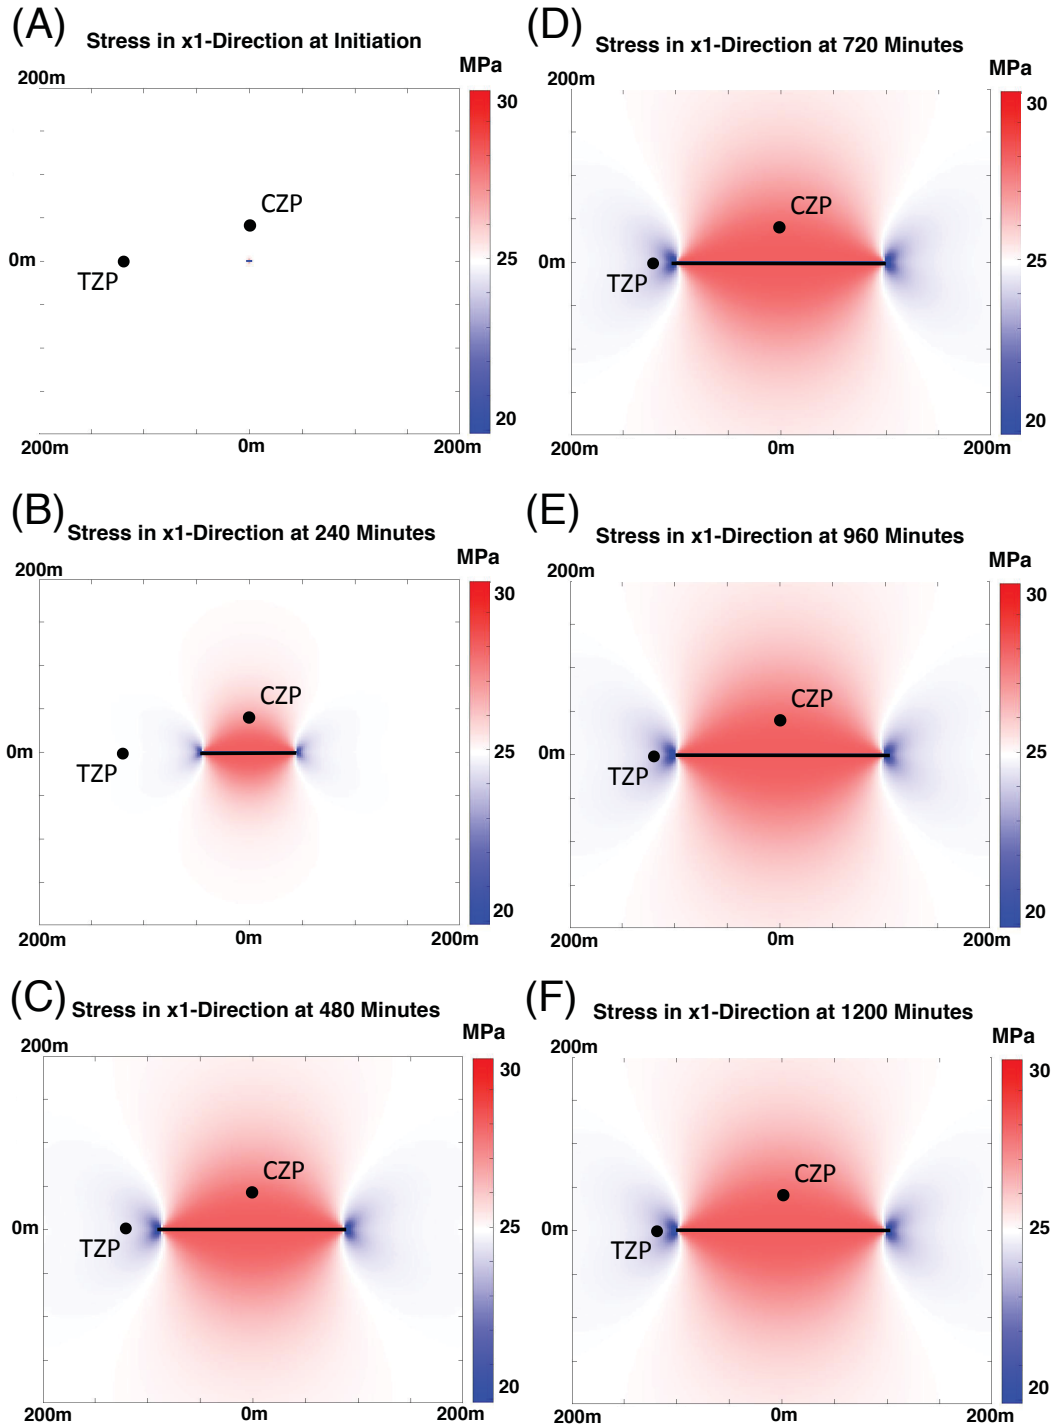 (A)
Stress in x1-Direction at Initiation
MPa
200m
30
CZP
0m
TZP
25
20
200m
0m
200m
(B)
Stress in x1-Direction at 240 Minutes
MPa
200m
30
CZP
0m
TZP
25
20
200m
0m
200m
(C)
Stress in x1-Direction at 480 Minutes
MPa
200m
30
CZP
0m
TZP
25
20
200m
0m
200m
(D)
Stress in x1-Direction at 720 Minutes
MPa
200m
30
CZP
0m
TZP
25
20
200m
0m
200m
(E)
Stress in x1-Direction at 960 Minutes
MPa
200m
30
CZP
0m
TZP
25
20
200m
0m
200m
(F)
Stress in x1-Direction at 1200 Minutes
MPa
200m
30
CZP
0m
TZP
25
20
200m
0m
200m